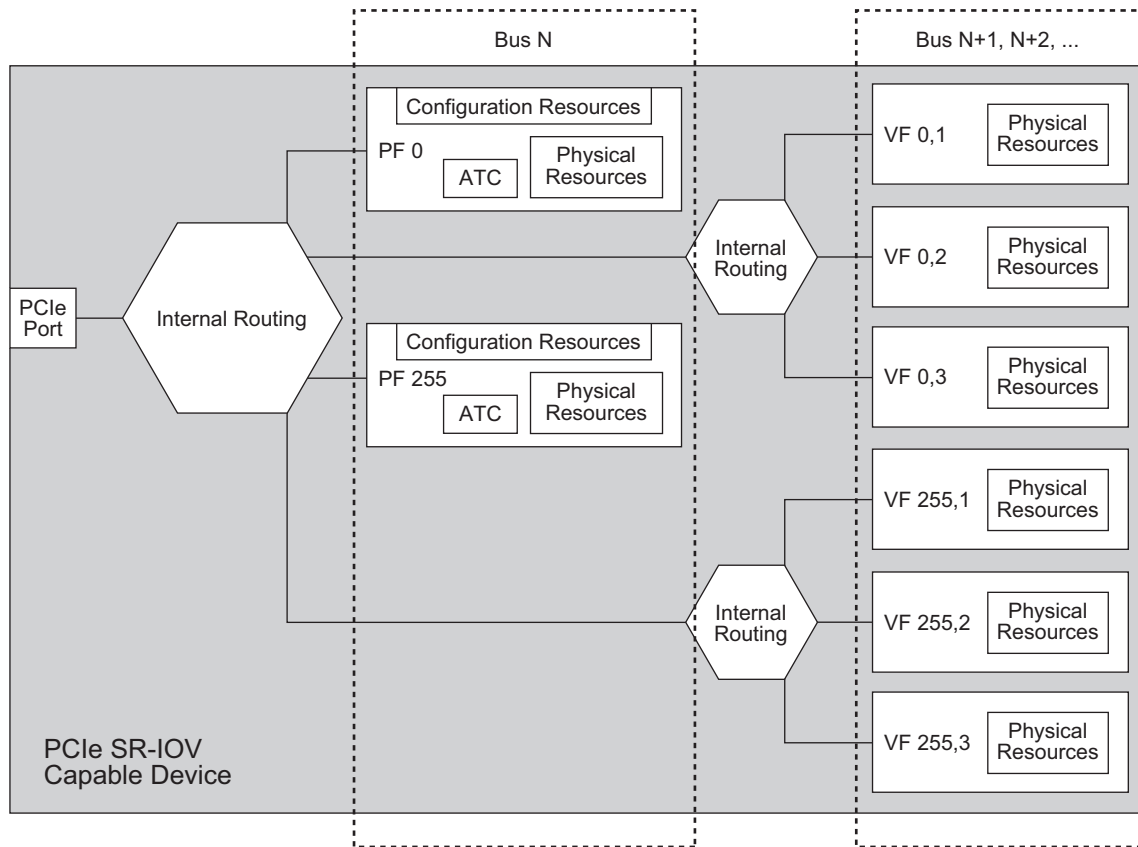 Bus N
Bus N+1, N+2, ...
Configuration Resources
PF 0
ATC
Physical
Resources
VF 0,1
Physical
Resources
Internal
Routing
VF 0,2
Physical
Resources
PCIe
Port
Internal Routing
Configuration Resources
PF 255
ATC
Physical
Resources
VF 0,3
Physical
Resources
VF 255,1
Physical
Resources
Internal
Routing
VF 255,2
Physical
Resources
VF 255,3
Physical
Resources
PCIe SR-IOV
Capable Device